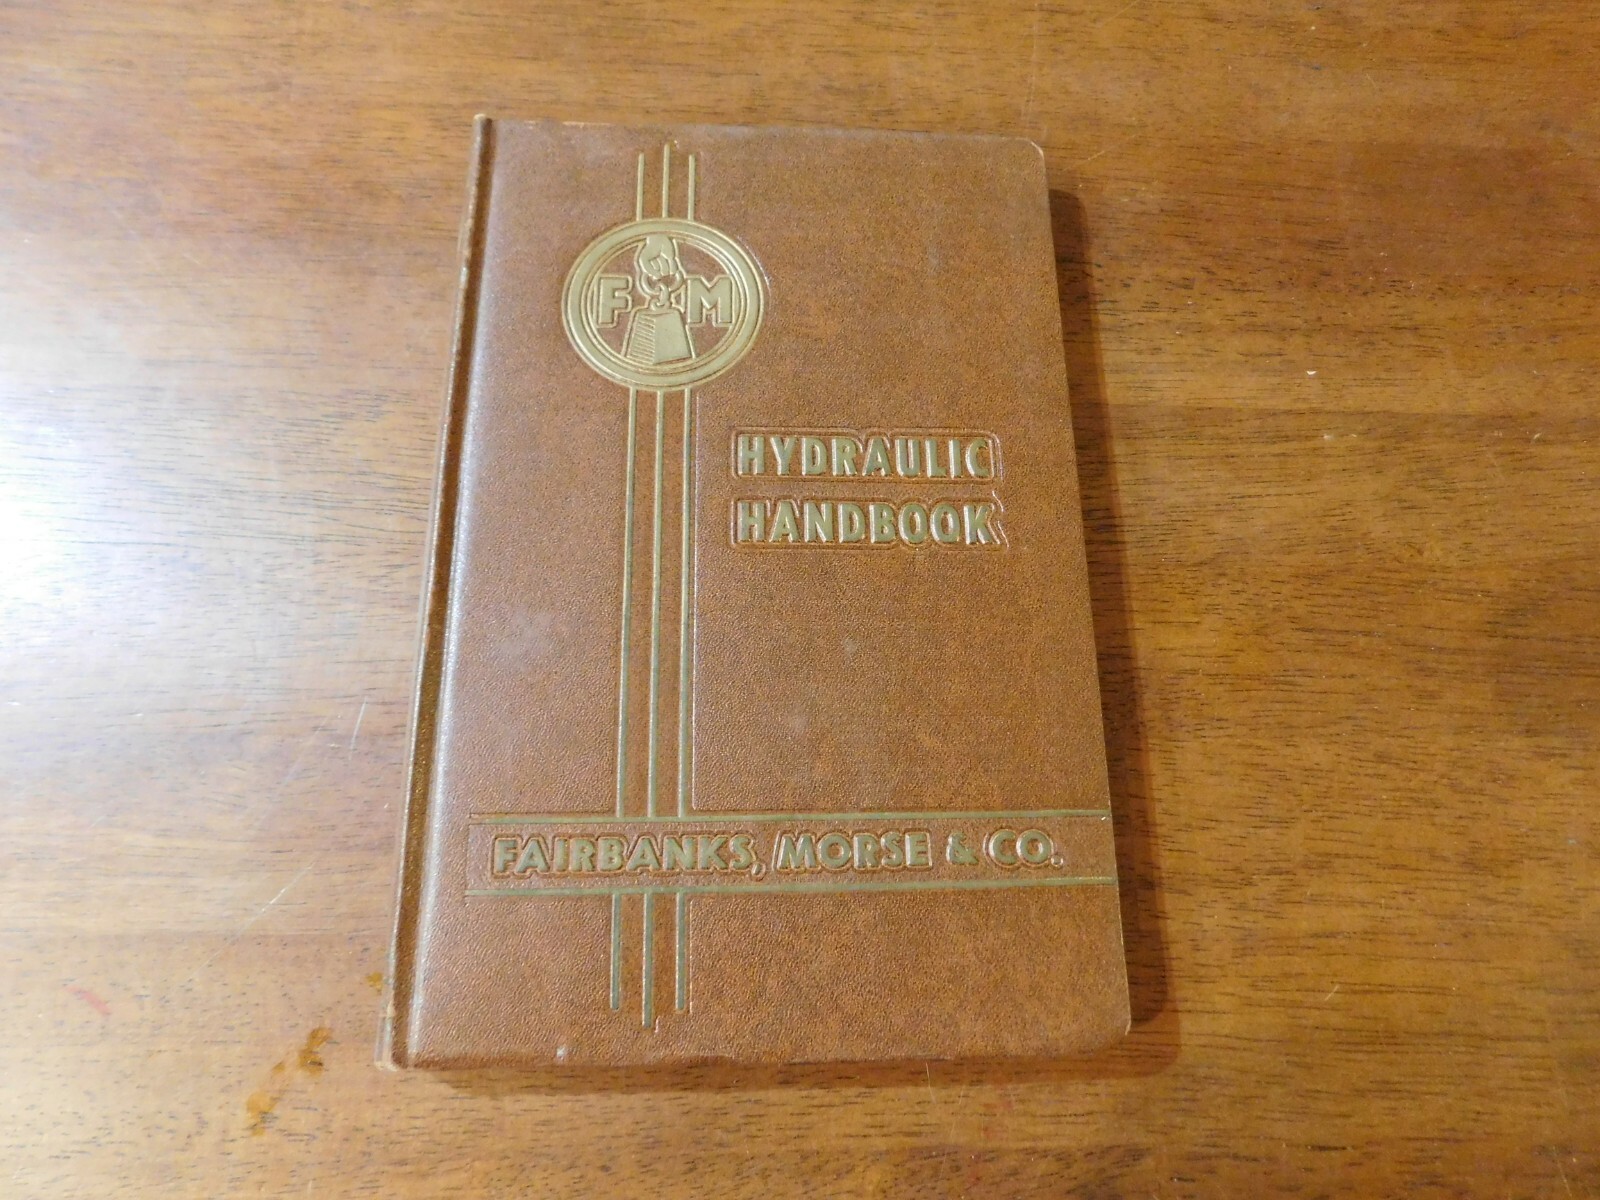 F M
HYDRAULIC
HANDBOOK
FAIRBANKS, MORSE & CO.